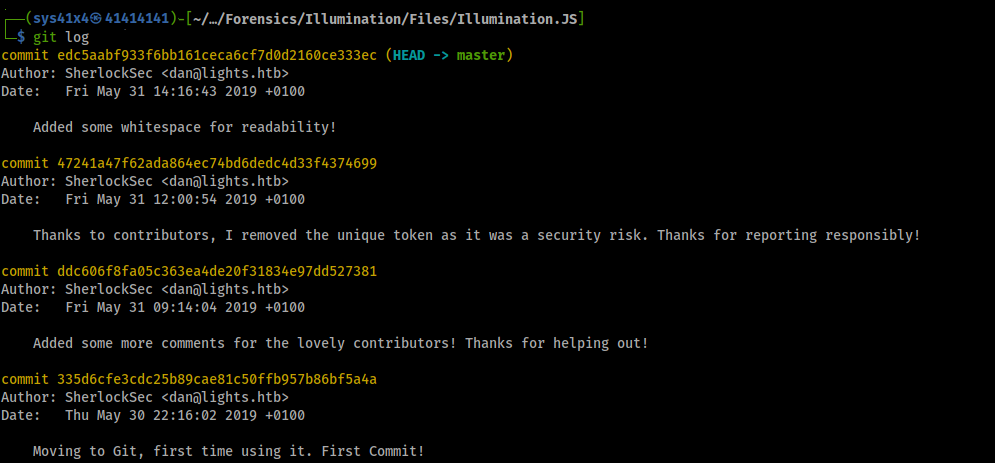 (sys41x4㉿41414141)-[~/…/Forensics/Illumination/Files/Illumination.JS]
$ git log
commit edc5aabf933f6bb161ceca6cf7d0d2160ce333ec (HEAD -> master)
Author: SherlockSec <dan@lights.htb>
Date:   Fri May 31 14:16:43 2019 +0100
    Added some whitespace for readability!
commit 47241a47f62ada864ec74bd6dedc4d33f4374699
Author: SherlockSec <dan@lights.htb>
Date:   Fri May 31 12:00:54 2019 +0100
    Thanks to contributors, I removed the unique token as it was a security risk. Thanks for reporting responsibly!
commit ddc606f8fa05c363ea4de20f31834e97dd527381
Author: SherlockSec <dan@lights.htb>
Date:   Fri May 31 09:14:04 2019 +0100
    Added some more comments for the lovely contributors! Thanks for helping out!
commit 335d6cfe3cdc25b89cae81c50ffb957b86bf5a4a
Author: SherlockSec <dan@lights.htb>
Date:   Thu May 30 22:16:02 2019 +0100
    Moving to Git, first time using it. First Commit!